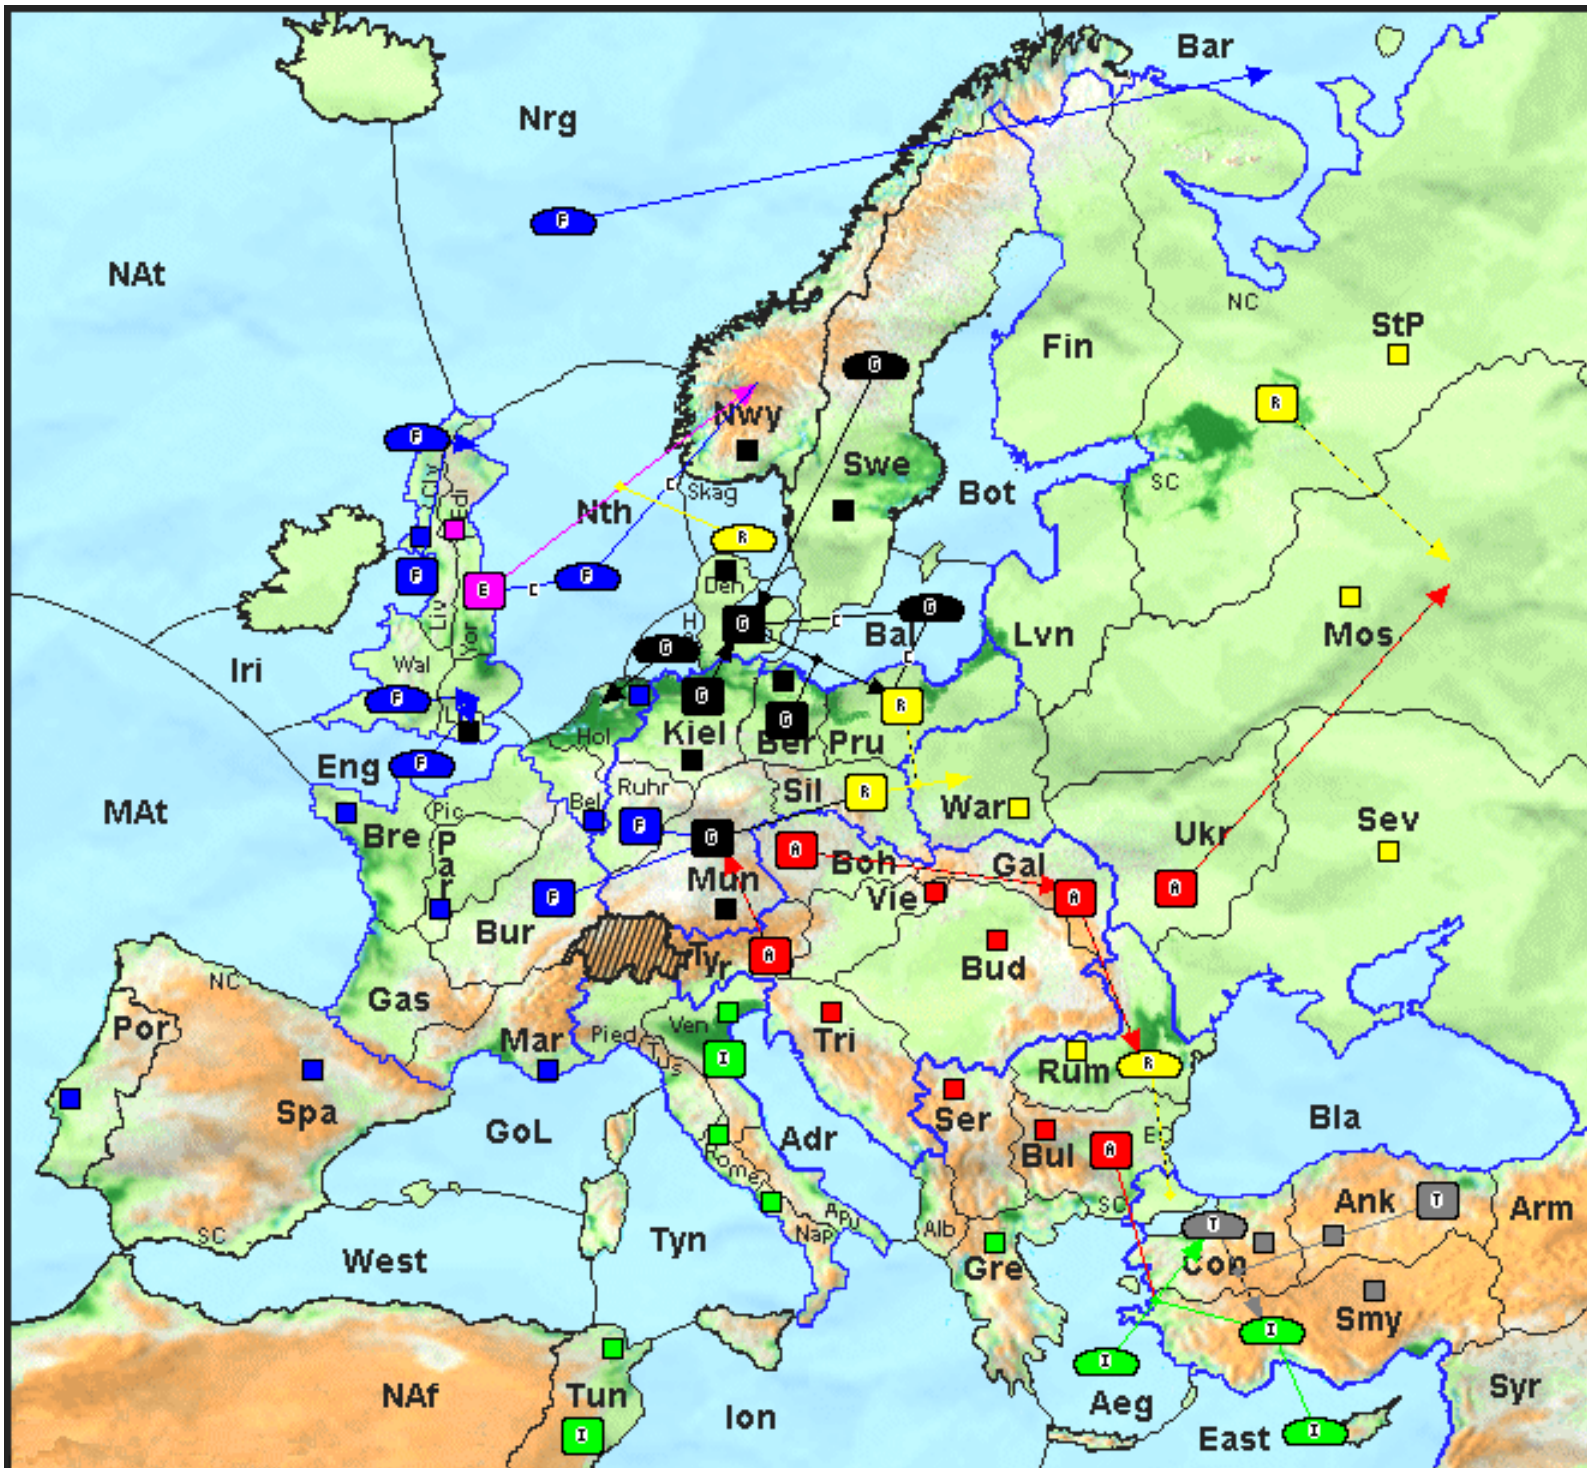 Bar
Nrg
NAt
NC
StP
Fin
Nwy
Swe
Cly
Edl
Skag
Nth
Bot
SC
Den
H
Bal
Lvn
Mos
Liv
Yor
Wal
Iri
Kiel
Ber
Pru
Hol
Eng
Ruhr
Sil
War
Bel
Pic
MAt
Bre
Par
Ukr
Sev
Boh
Gal
Mun
Vie
Bur
Tyr
Bud
NC
Gas
Por
Mar
Pied
Ven
Tus
Tri
Rum
Spa
GoL
Adr
Ser
Bul
EC
Bla
Rome
SC
SC
Ank
Arm
Apu
Nap
Alb
Tyn
West
Gre
Con
Smy
NAf
Tun
Ion
Aeg
East
Syr
F
G
R
F
R
C
E
C
F
F
G
C
G
G
C
F
G
G
R
F
R
F
G
A
F
A
A
A
I
R
A
T
T
I
I
I
I